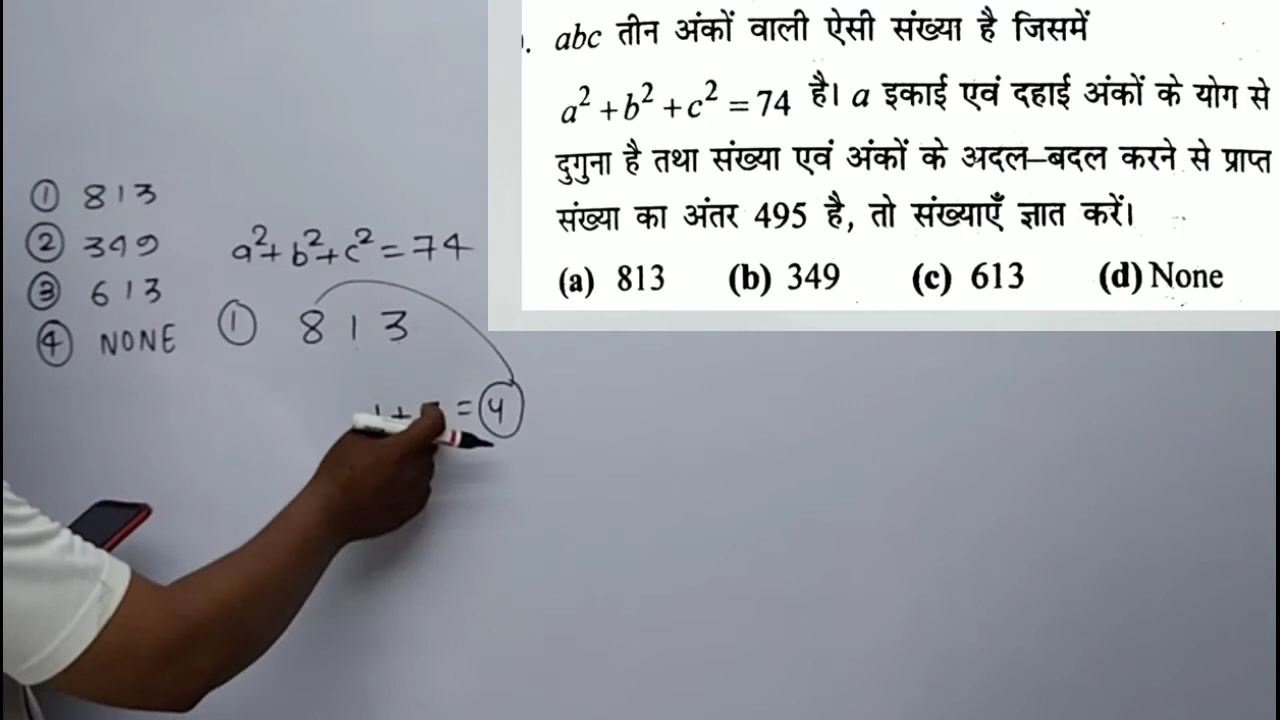 . abc तीन अंकों वाली ऐसी संख्या है जिसमें
a²+b²+c²=74 है। a इकाई एवं दहाई अंकों के योग से
दुगुना है तथा संख्या एवं अंकों के अदल–बदल करने से प्राप्त
संख्या का अंतर 495 है, तो संख्याएँ ज्ञात करें।
(a) 813 (b) 349 (c) 613 (d) None
① 813
② 349
③ 613
④ NONE
a²+b²+c²=74
① 813
1+ = 4